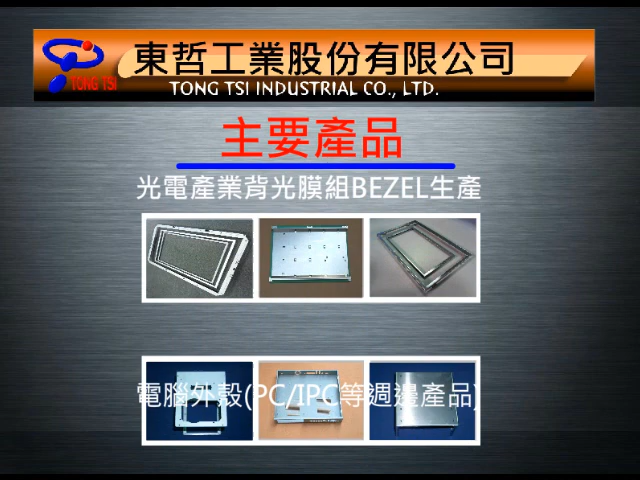 東哲工業股份有限公司
TONG TSI
TONG TSI INDUSTRIAL CO., LTD.
主要產品
光電產業背光膜組BEZEL生產
電腦外殼(PC/IPC等週邊產品)